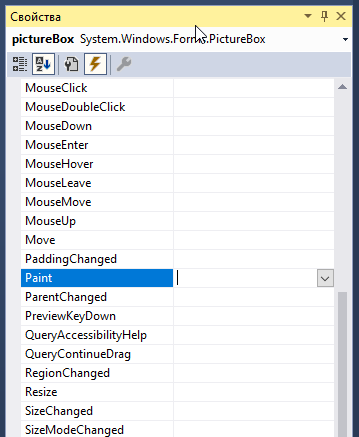 Свойства
pictureBox System.Windows.Forms.PictureBox
MouseClick
MouseDoubleClick
MouseDown
MouseEnter
MouseHover
MouseLeave
MouseMove
MouseUp
Move
PaddingChanged
Paint
ParentChanged
PreviewKeyDown
QueryAccessibilityHelp
QueryContinueDrag
RegionChanged
Resize
SizeChanged
SizeModeChanged